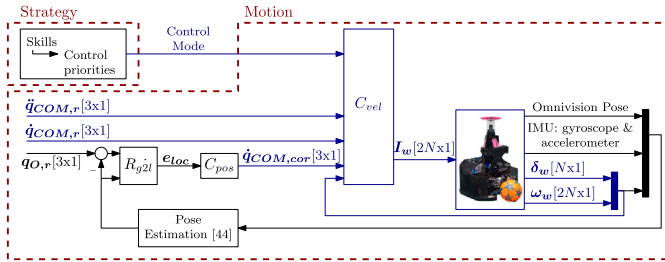 Strategy
Motion
Skills
Control
priorities
Control
Mode
C_vel
q̈_COM,r[3x1]
q̇_COM,r[3x1]
q_O,r[3x1]
−
R_g2̇l
e_loc
C_pos
q̇_COM,cor[3x1]
I_w[2Nx1]
Omnivision Pose
IMU: gyroscope &
accelerometer
δ_w[Nx1]
ω_w[2Nx1]
Pose
Estimation [44]